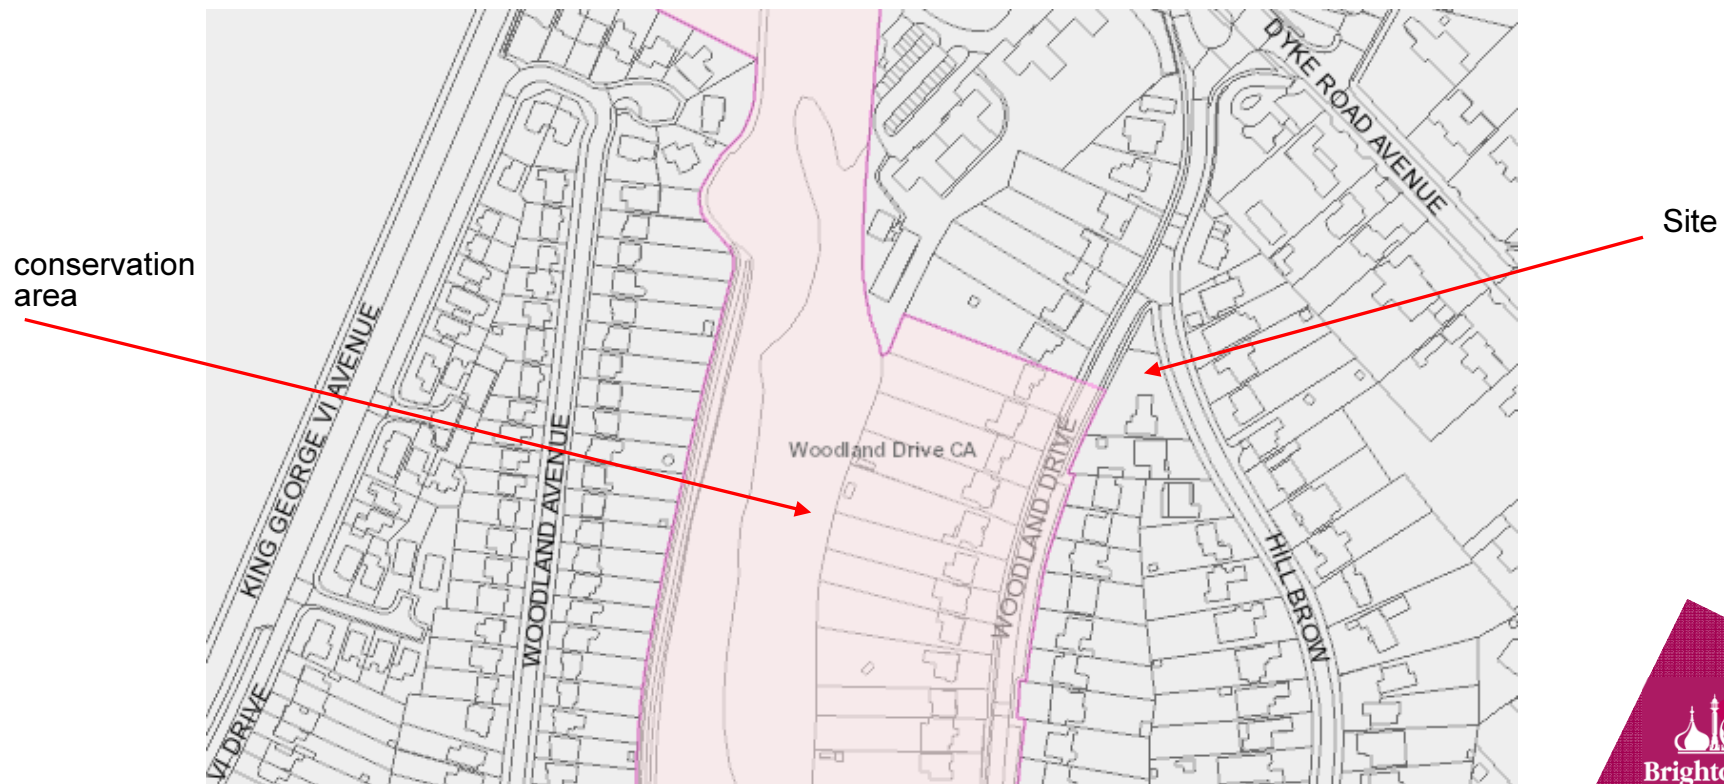 DYKE ROAD AVENUE
Site
conservation
area
KING GEORGE VI AVENUE
WOODLAND AVENUE
Woodland Drive CA
WOODLAND DRIVE
HILL BROW
VI DRIVE